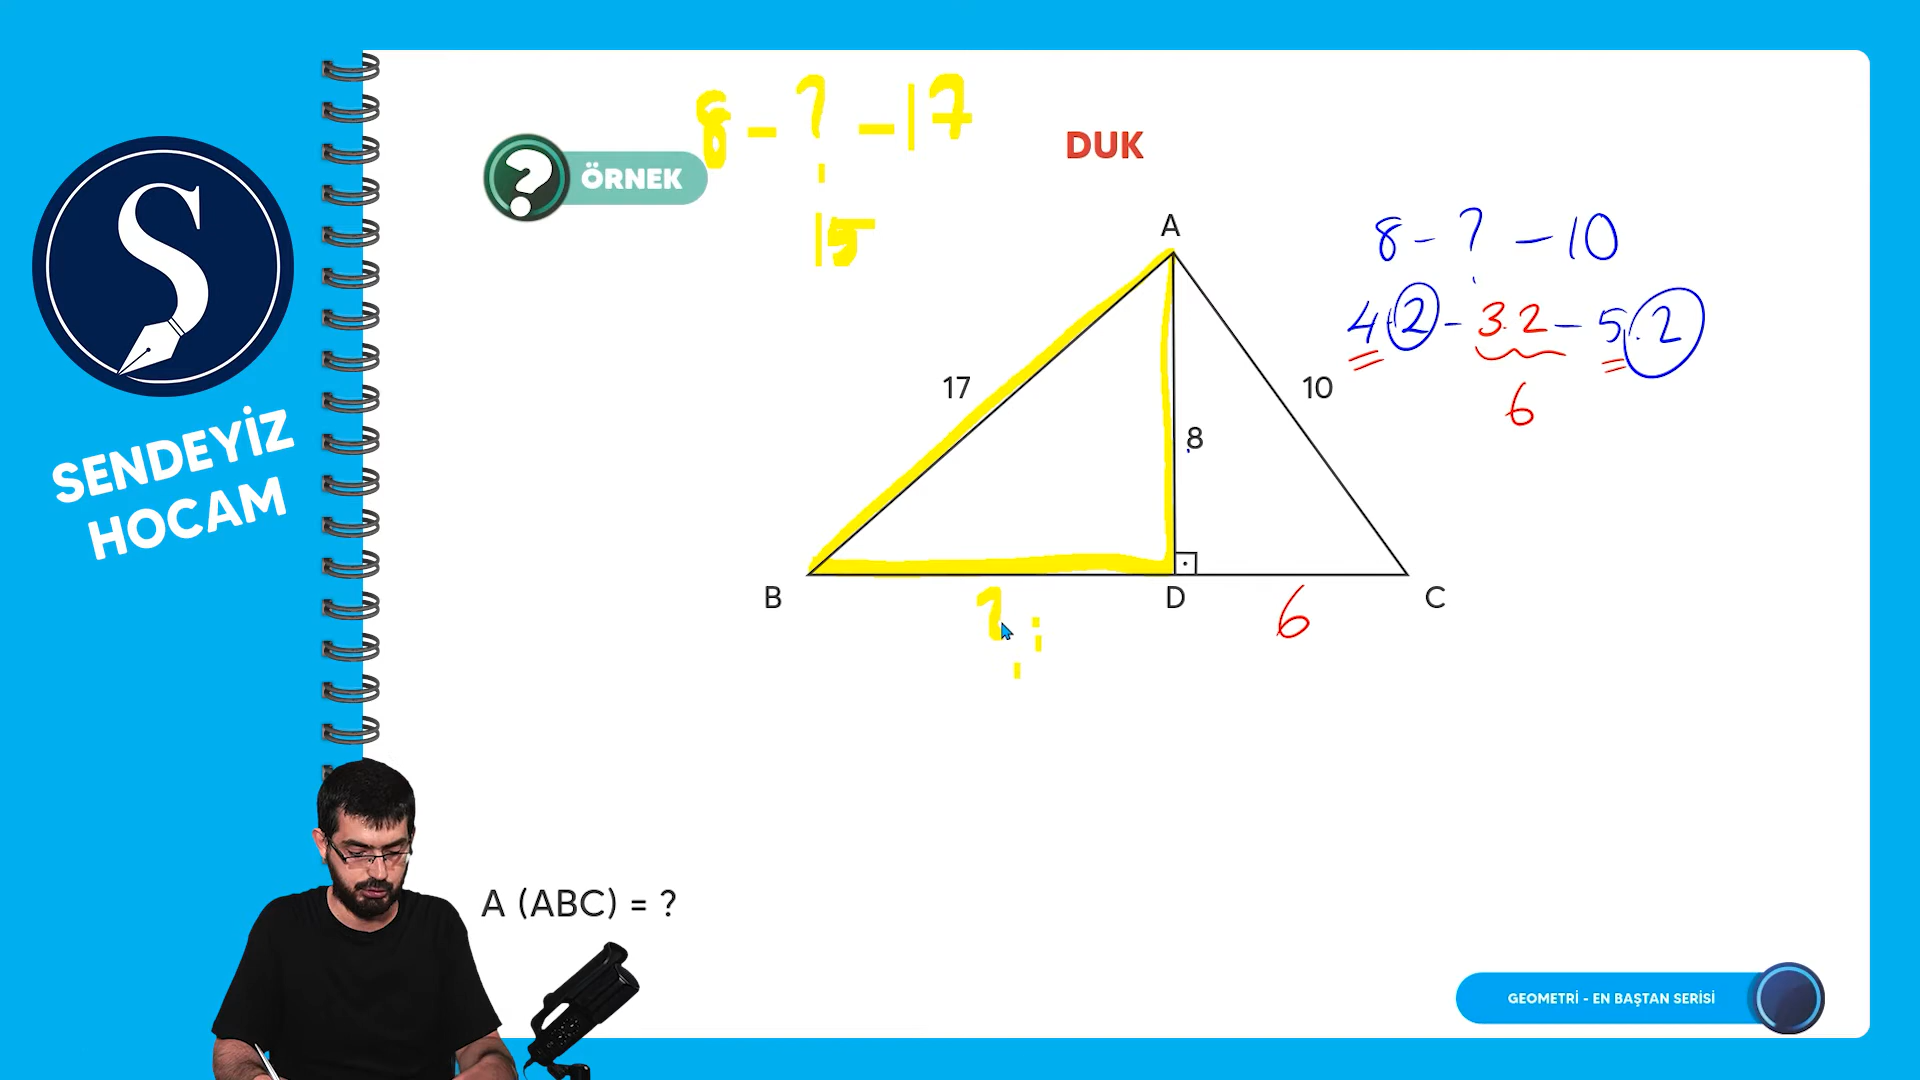 8 - ? - 17
DUK
ÖRNEK
15
A
8 - ? - 10
4.2 - 3.2 - 5.2
17
10
6
8
B
D
C
?
6
SENDEYİZ
HOCAM
A (ABC) = ?
GEOMETRİ - EN BAŞTAN SERİSİ